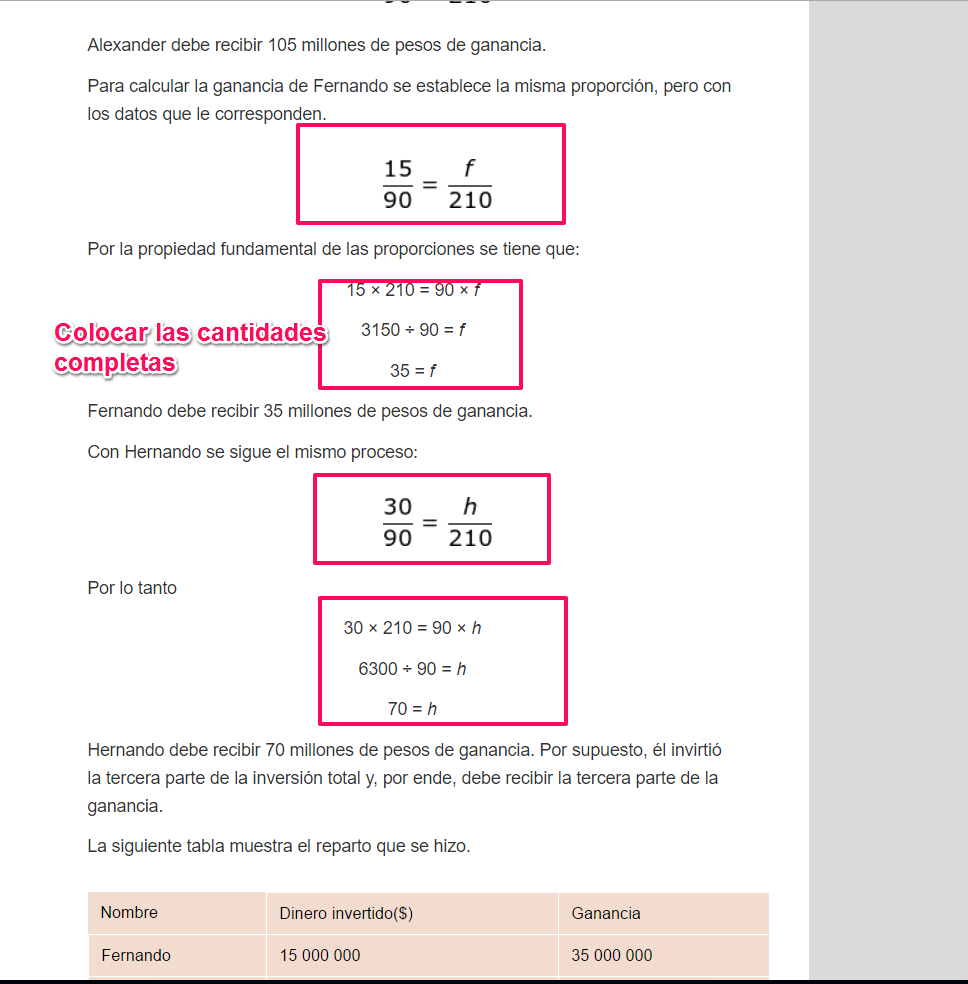 Alexander debe recibir 105 millones de pesos de ganancia.
Para calcular la ganancia de Fernando se establece la misma proporción, pero con
los datos que le corresponden.
15/90 = f/210
Por la propiedad fundamental de las proporciones se tiene que:
15 × 210 = 90 × f
3150 ÷ 90 = f
35 = f
Colocar las cantidades
completas
Fernando debe recibir 35 millones de pesos de ganancia.
Con Hernando se sigue el mismo proceso:
30/90 = h/210
Por lo tanto
30 × 210 = 90 × h
6300 ÷ 90 = h
70 = h
Hernando debe recibir 70 millones de pesos de ganancia. Por supuesto, él invirtió
la tercera parte de la inversión total y, por ende, debe recibir la tercera parte de la
ganancia.
La siguiente tabla muestra el reparto que se hizo.
Nombre Dinero invertido($) Ganancia
Fernando 15 000 000 35 000 000